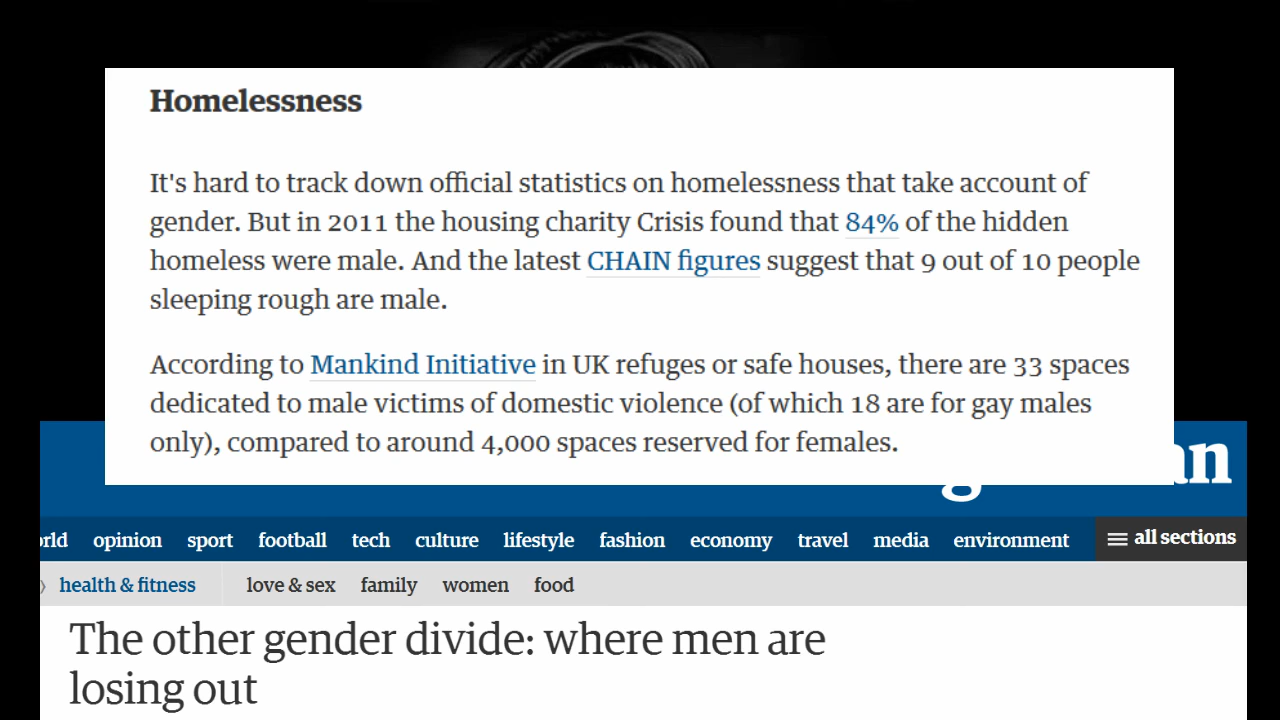 Homelessness
It's hard to track down official statistics on homelessness that take account of
gender. But in 2011 the housing charity Crisis found that 84% of the hidden
homeless were male. And the latest CHAIN figures suggest that 9 out of 10 people
sleeping rough are male.
According to Mankind Initiative in UK refuges or safe houses, there are 33 spaces
dedicated to male victims of domestic violence (of which 18 are for gay males
only), compared to around 4,000 spaces reserved for females.
opinion sport football tech culture lifestyle fashion economy travel media environment all sections
health & fitness love & sex family women food
The other gender divide: where men are
losing out